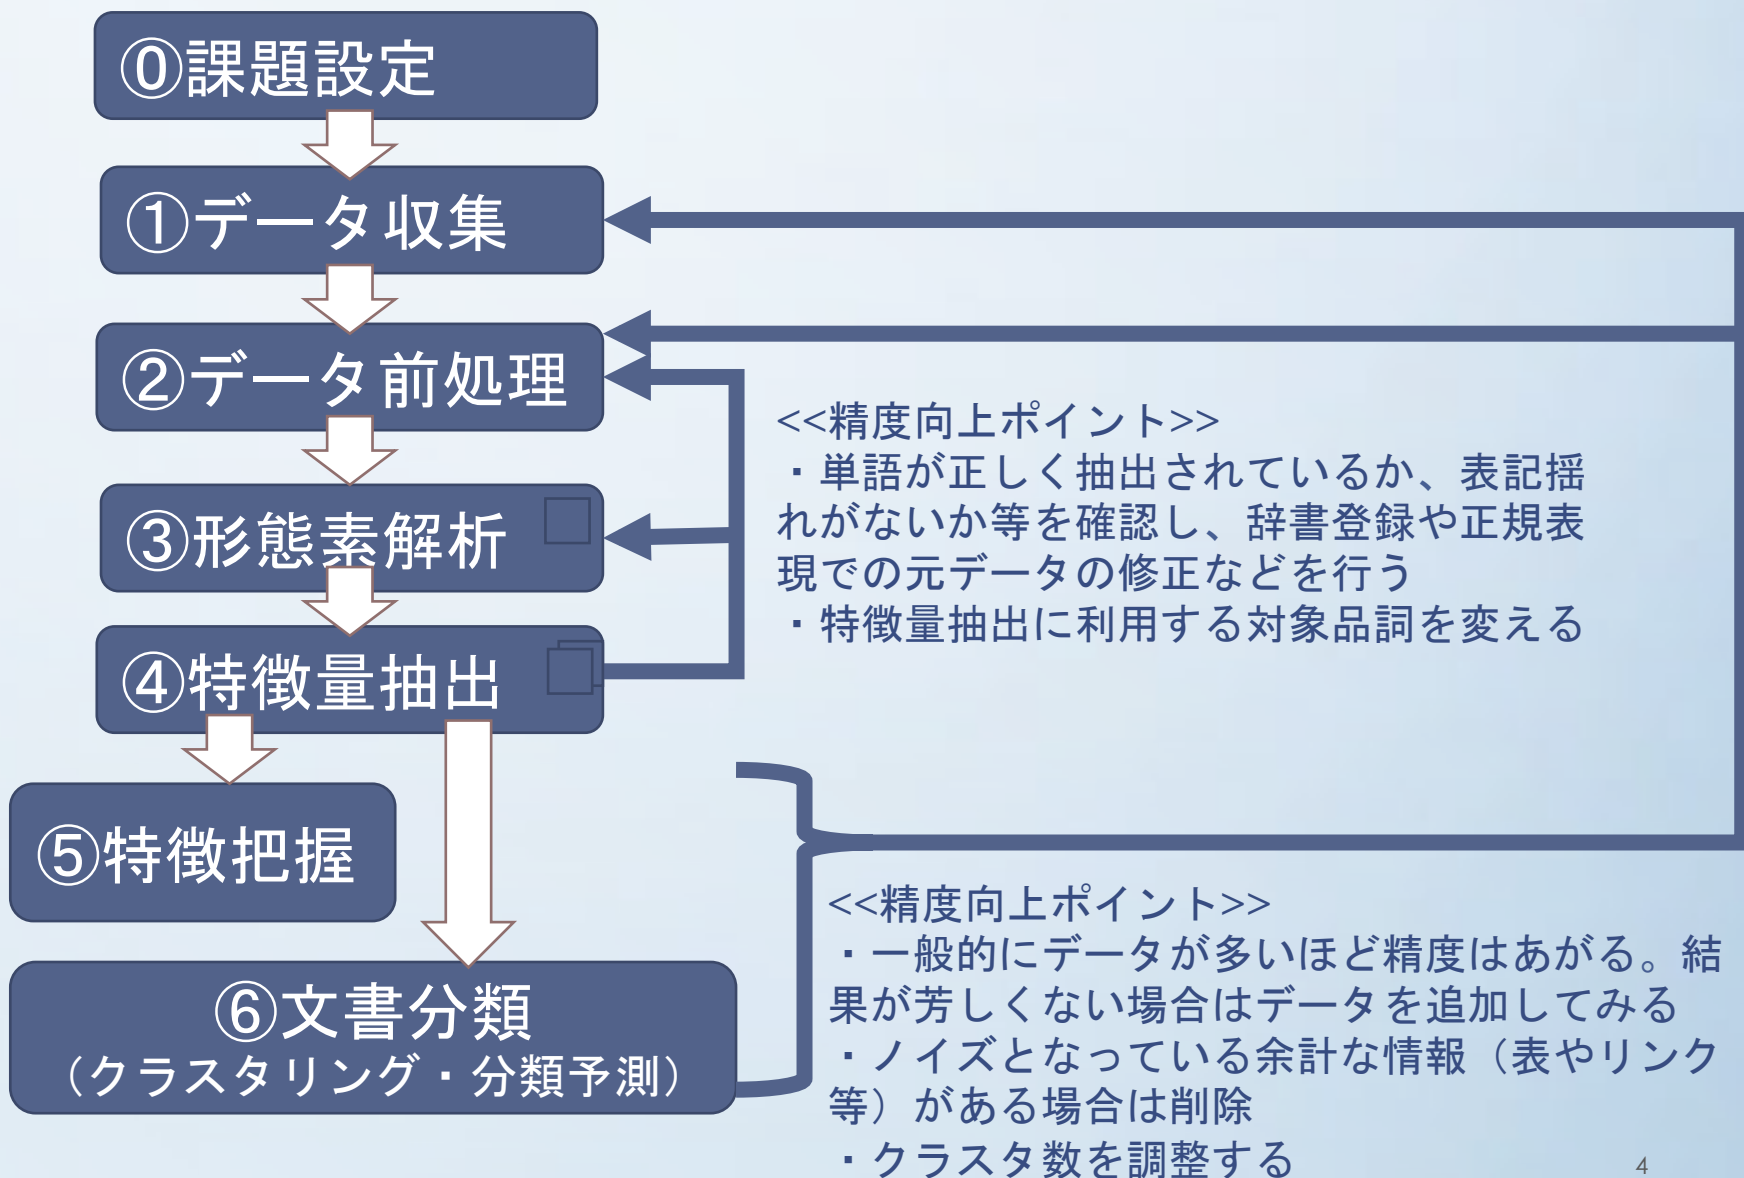 ⓪課題設定
①データ収集
②データ前処理
③形態素解析
④特徴量抽出
<<精度向上ポイント>>
・単語が正しく抽出されているか、表記揺
れがないか等を確認し、辞書登録や正規表
現での元データの修正などを行う
・特徴量抽出に利用する対象品詞を変える
⑤特徴把握
⑥文書分類
（クラスタリング・分類予測）
<<精度向上ポイント>>
・一般的にデータが多いほど精度はあがる。結
果が芳しくない場合はデータを追加してみる
・ノイズとなっている余計な情報（表やリンク
等）がある場合は削除
・クラスタ数を調整する
4